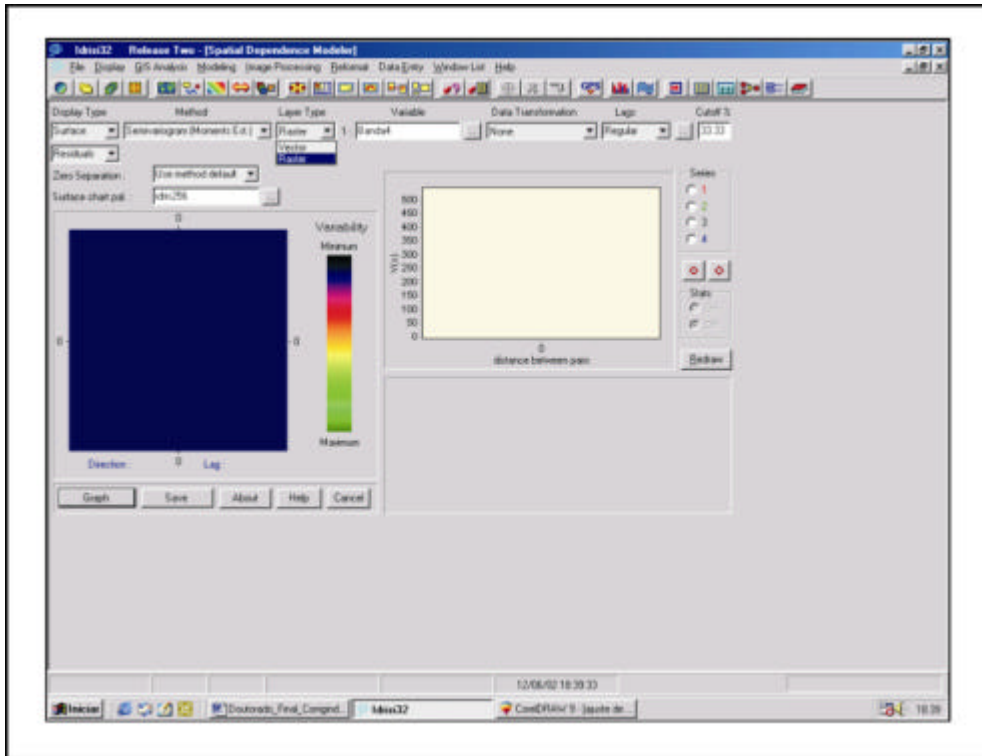 Idrisi32 Release Two - [Spatial Dependence Modeler]
File Display GIS Analysis Modeling Image Processing Reformat Data Entry Window List Help
Display Type Method Layer Type Variable Data Transformation Lags Cutoff %
Surface Semivariogram (Moments Est.) Raster 1 Banda4 None Regular 33.33
Vector
Raster
Residuals
Zero Separation : Use method default
Surface chart pal. : idris256
0
Variability
Minimum
0
0
Maximum
Direction : 0 Lag :
Graph Save About Help Cancel
500
450
400
350
300
250
200
150
100
50
0
V(s)
0
distance between pairs
Series
1
2
3
4
Stats
Redraw
12/06/02 18:39:33
Iniciar Doutorado_Final_Corrigind... Idrisi32 CorelDRAW 9 - [ajuste de... 18:39